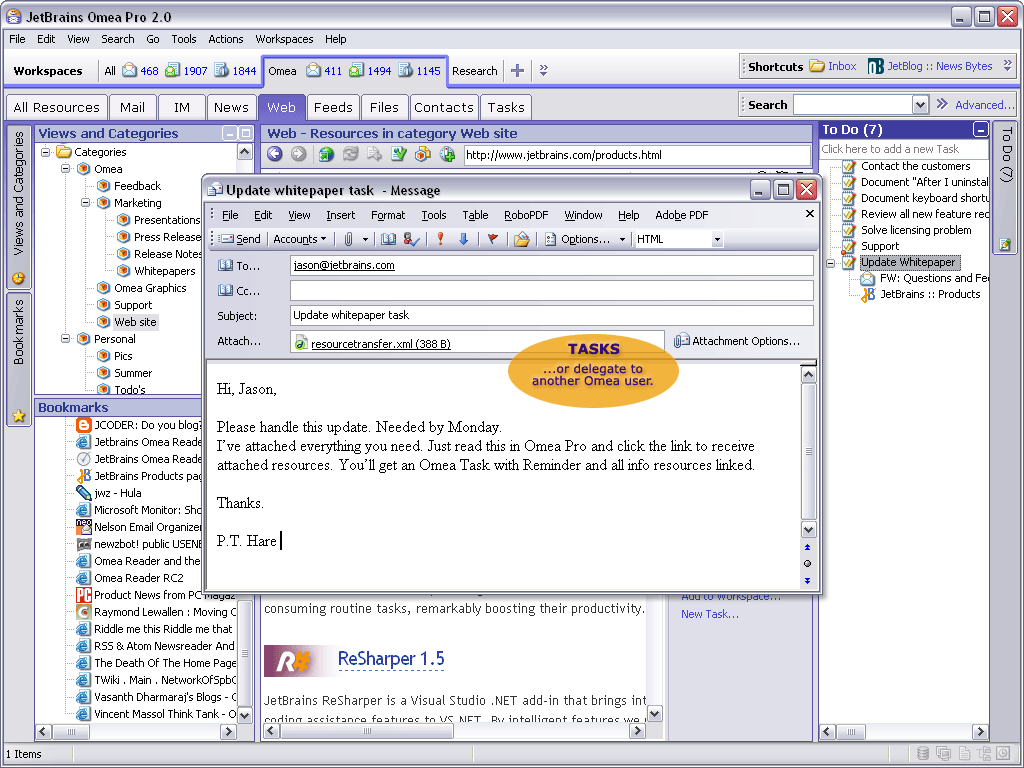 JetBrains Omea Pro 2.0
File Edit View Search Go Tools Actions Workspaces Help
Workspaces All 468 1907 1844 Omea 411 1494 1145 Research
Shortcuts Inbox JetBlog :: News Bytes
All Resources Mail IM News Web Feeds Files Contacts Tasks
Search Advanced...
Views and Categories
Bookmarks
Views and Categories
Categories
Omea
Feedback
Marketing
Presentations
Press Release
Release Notes
Whitepapers
Omea Graphics
Support
Web site
Personal
Pics
Summer
Todo's
Bookmarks
JCODER: Do you blog?
JetBrains Omea Reade
JetBrains Omea Reade
JetBrains Products pag
jwz - Hula
Microsoft Monitor: Sho
Nelson Email Organizer
newzbot! public USENE
Omea Reader and the
Omea Reader RC2
Product News from PC Magaz
Raymond Lewallen : Moving C
Riddle me this Riddle me that
RSS & Atom Newsreader And
The Death Of The Home Page
TWiki . Main . NetworkOfSpbC
Vasanth Dharmaraj's Blogs - C
Vincent Massol Think Tank - O
Web - Resources in category Web site
http://www.jetbrains.com/products.html
Update whitepaper task - Message
File Edit View Insert Format Tools Table RoboPDF Window Help Adobe PDF
Send Accounts Options... HTML
To... jason@jetbrains.com
Cc...
Subject: Update whitepaper task
Attach... resourcetransfer.xml (388 B) Attachment Options...
TASKS
...or delegate to
another Omea user.
Hi, Jason,
Please handle this update. Needed by Monday.
I've attached everything you need. Just read this in Omea Pro and click the link to receive
attached resources. You'll get an Omea Task with Reminder and all info resources linked.
Thanks.
P.T. Hare
consuming routine tasks, remarkably boosting their productivity.
ReSharper 1.5
JetBrains ReSharper is a Visual Studio .NET add-in that brings int
coding assistance features to VS.NET. By intelligent features we
Add to Workspace...
New Task...
To Do (7)
Click here to add a new Task
Contact the customers
Document "After I uninstal
Document keyboard shortc
Review all new feature rec
Solve licensing problem
Support
Update Whitepaper
FW: Questions and Fee
JetBrains :: Products
To Do (7)
1 Items